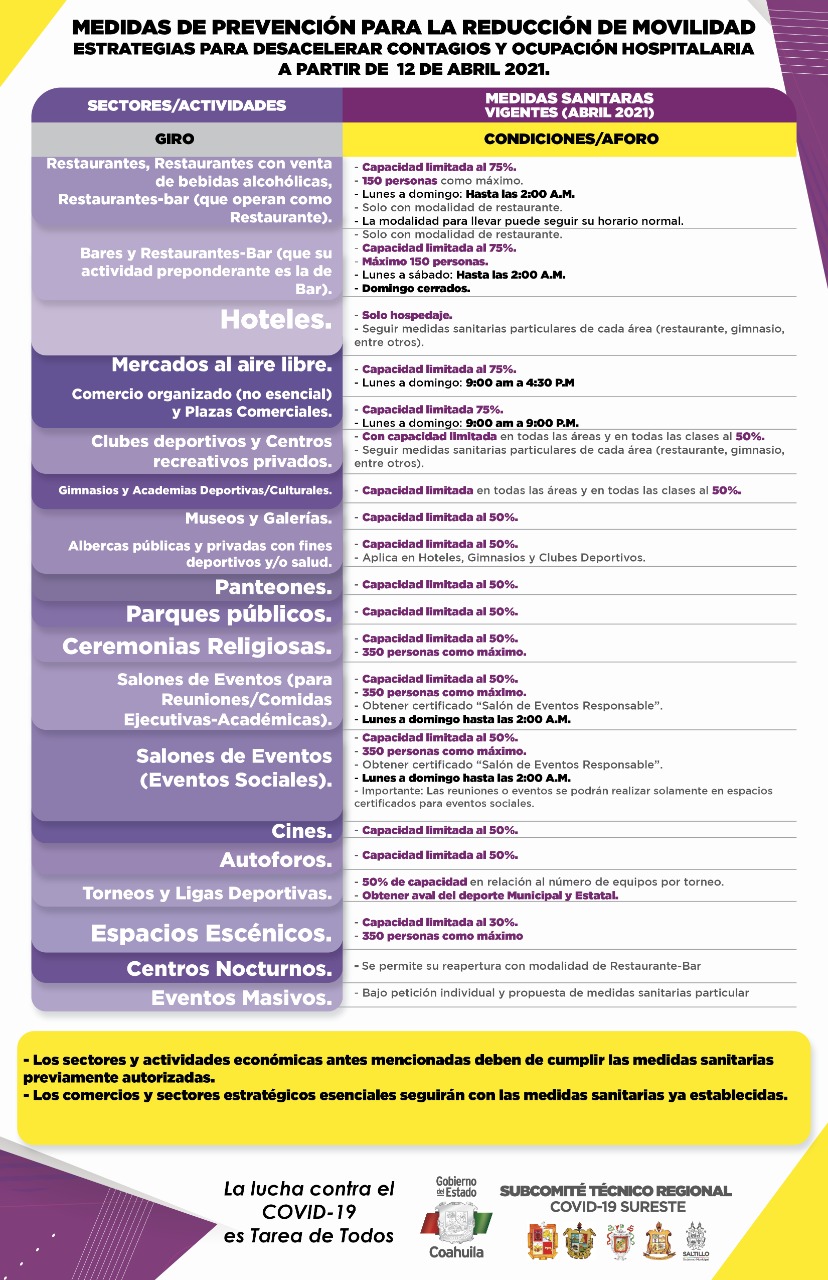 MEDIDAS DE PREVENCIÓN PARA LA REDUCCIÓN DE MOVILIDAD
ESTRATEGIAS PARA DESACELERAR CONTAGIOS Y OCUPACIÓN HOSPITALARIA
A PARTIR DE 12 DE ABRIL 2021.
SECTORES/ACTIVIDADES
MEDIDAS SANITARAS
VIGENTES (ABRIL 2021)
GIRO
CONDICIONES/AFORO
Restaurantes, Restaurantes con venta
de bebidas alcohólicas,
Restaurantes-bar (que operan como
Restaurante).
- Capacidad limitada al 75%.
- 150 personas como máximo.
- Lunes a domingo: Hasta las 2:00 A.M.
- Solo con modalidad de restaurante.
- La modalidad para llevar puede seguir su horario normal.
Bares y Restaurantes-Bar (que su
actividad preponderante es la de
Bar).
- Solo con modalidad de restaurante.
- Capacidad limitada al 75%.
- Máximo 150 personas.
- Lunes a sábado: Hasta las 2:00 A.M.
- Domingo cerrados.
Hoteles.
- Solo hospedaje.
- Seguir medidas sanitarias particulares de cada área (restaurante, gimnasio,
entre otros).
Mercados al aire libre.
- Capacidad limitada al 75%.
- Lunes a domingo: 9:00 am a 4:30 P.M
Comercio organizado (no esencial)
y Plazas Comerciales.
- Capacidad limitada 75%.
- Lunes a domingo: 9:00 am a 9:00 P.M.
Clubes deportivos y Centros
recreativos privados.
- Con capacidad limitada en todas las áreas y en todas las clases al 50%.
- Seguir medidas sanitarias particulares de cada área (restaurante, gimnasio,
entre otros).
Gimnasios y Academias Deportivas/Culturales.
- Capacidad limitada en todas las áreas y en todas las clases al 50%.
Museos y Galerías.
- Capacidad limitada al 50%.
Albercas públicas y privadas con fines
deportivos y/o salud.
- Capacidad limitada al 50%.
- Aplica en Hoteles, Gimnasios y Clubes Deportivos.
Panteones.
- Capacidad limitada al 50%.
Parques públicos.
- Capacidad limitada al 50%.
Ceremonias Religiosas.
- Capacidad limitada al 50%.
- 350 personas como máximo.
Salones de Eventos (para
Reuniones/Comidas
Ejecutivas-Académicas).
- Capacidad limitada al 50%.
- 350 personas como máximo.
- Obtener certificado “Salón de Eventos Responsable”.
- Lunes a domingo hasta las 2:00 A.M.
Salones de Eventos
(Eventos Sociales).
- Capacidad limitada al 50%.
- 350 personas como máximo.
- Obtener certificado “Salón de Eventos Responsable”.
- Lunes a domingo hasta las 2:00 A.M.
- Importante: Las reuniones o eventos se podrán realizar solamente en espacios
certificados para eventos sociales.
Cines.
- Capacidad limitada al 50%.
Autoforos.
- Capacidad limitada al 50%.
Torneos y Ligas Deportivas.
- 50% de capacidad en relación al número de equipos por torneo.
- Obtener aval del deporte Municipal y Estatal.
Espacios Escénicos.
- Capacidad limitada al 30%.
- 350 personas como máximo
Centros Nocturnos.
- Se permite su reapertura con modalidad de Restaurante-Bar
Eventos Masivos.
- Bajo petición individual y propuesta de medidas sanitarias particular
- Los sectores y actividades económicas antes mencionadas deben de cumplir las medidas sanitarias
previamente autorizadas.
- Los comercios y sectores estratégicos esenciales seguirán con las medidas sanitarias ya establecidas.
La lucha contra el
COVID-19
es Tarea de Todos
Gobierno
de Estado
Coahuila
SUBCOMITÉ TÉCNICO REGIONAL
COVID-19 SURESTE
SALTILLO